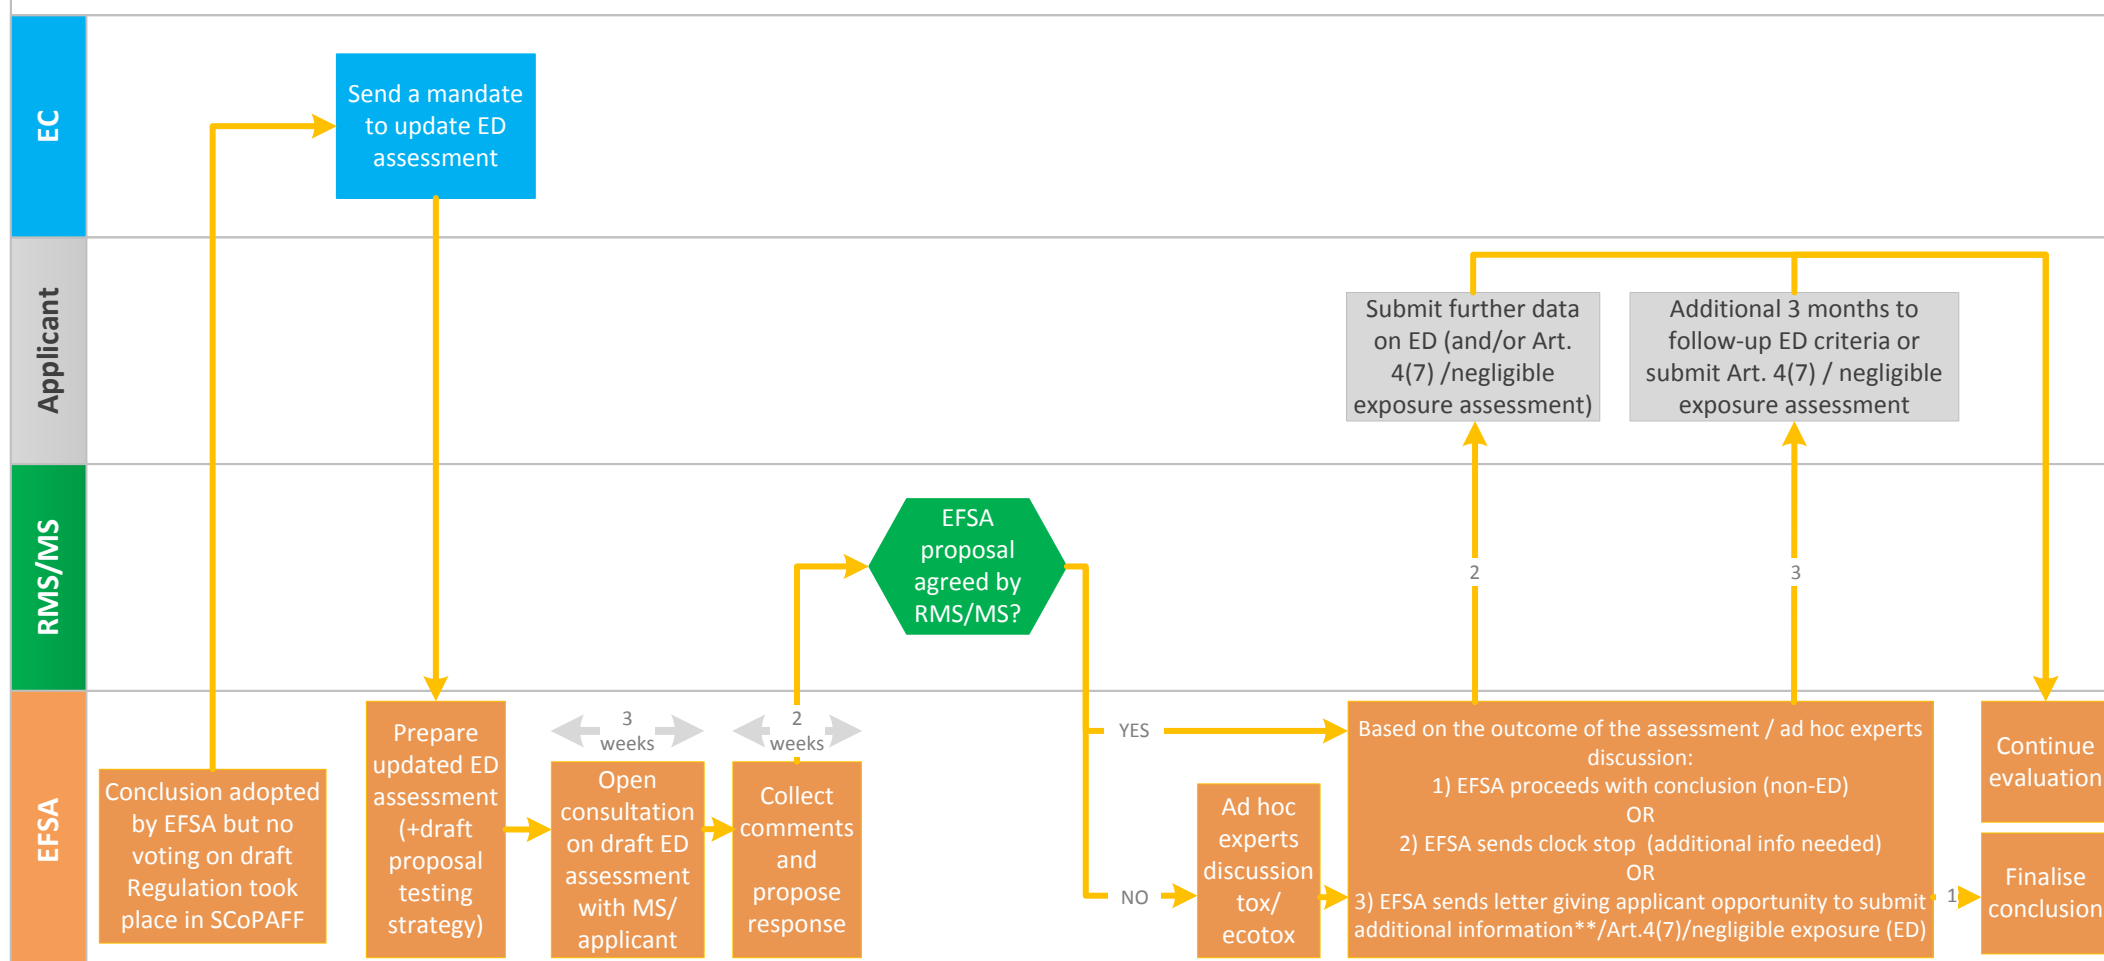 EC
Send a mandate
to update ED
assessment
Applicant
Submit further data
on ED (and/or Art.
4(7) /negligible
exposure assessment)
Additional 3 months to
follow-up ED criteria or
submit Art. 4(7) / negligible
exposure assessment
RMS/MS
EFSA
proposal
agreed by
RMS/MS?
2
3
EFSA
Conclusion adopted
by EFSA but no
voting on draft
Regulation took
place in SCoPAFF
Prepare
updated ED
assessment
(+draft
proposal
testing
strategy)
3
weeks
Open
consultation
on draft ED
assessment
with MS/
applicant
2
weeks
Collect
comments
and
propose
response
YES
NO
Ad hoc
experts
discussion
tox/
ecotox
Based on the outcome of the assessment / ad hoc experts
discussion:
1) EFSA proceeds with conclusion (non-ED)
OR
2) EFSA sends clock stop (additional info needed)
OR
3) EFSA sends letter giving applicant opportunity to submit
additional information**/Art.4(7)/negligible exposure (ED)
1
Continue
evaluation
Finalise
conclusion